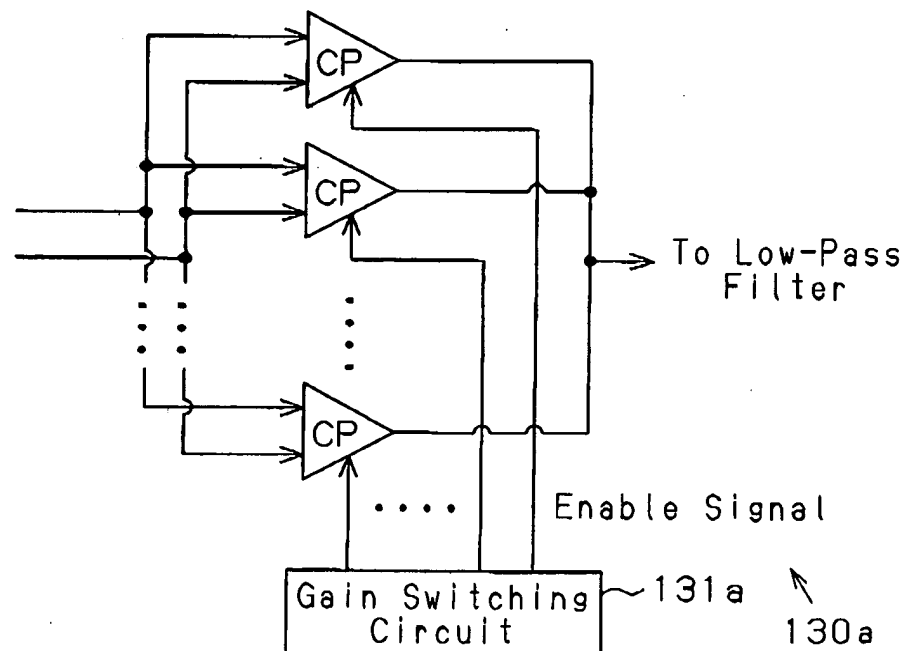 CP
CP
To Low-Pass
Filter
CP
Enable Signal
Gain Switching
Circuit
131a
130a